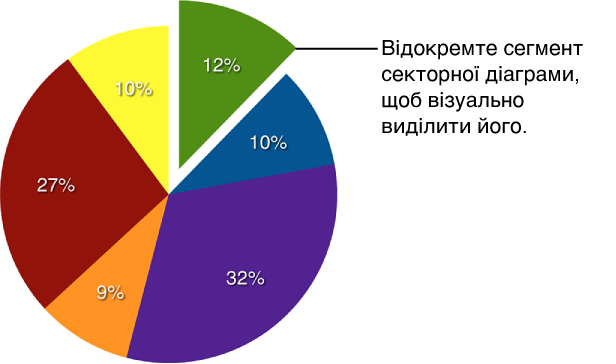 12%
Відокремте сегмент
секторної діаграми,
щоб візуально
виділити його.
10%
10%
27%
32%
9%